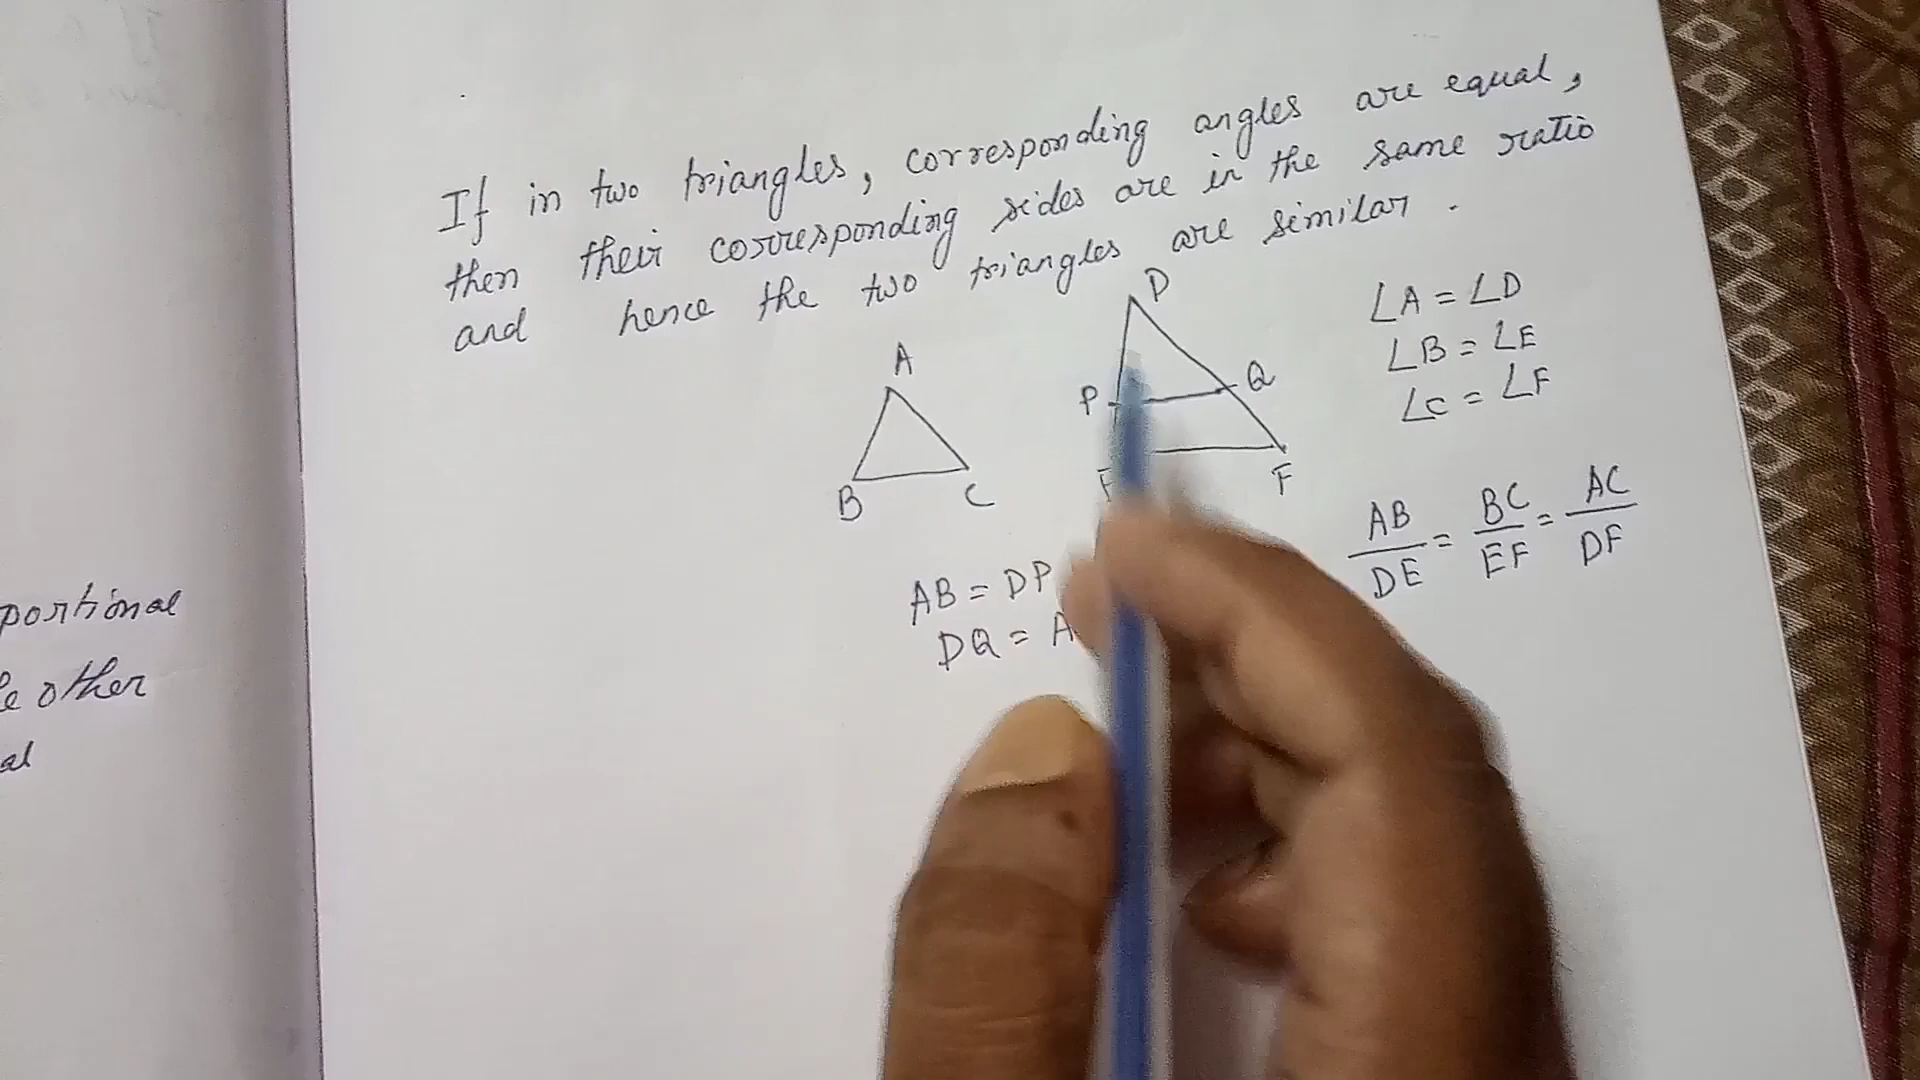 If in two triangles, corresponding angles are equal,
then their corresponding sides are in the same ratio
and hence the two triangles are similar.
A
B
C
D
P
Q
F
∠A = ∠D
∠B = ∠E
∠C = ∠F
AB/DE = BC/EF = AC/DF
AB = DP
DQ = A
other
al